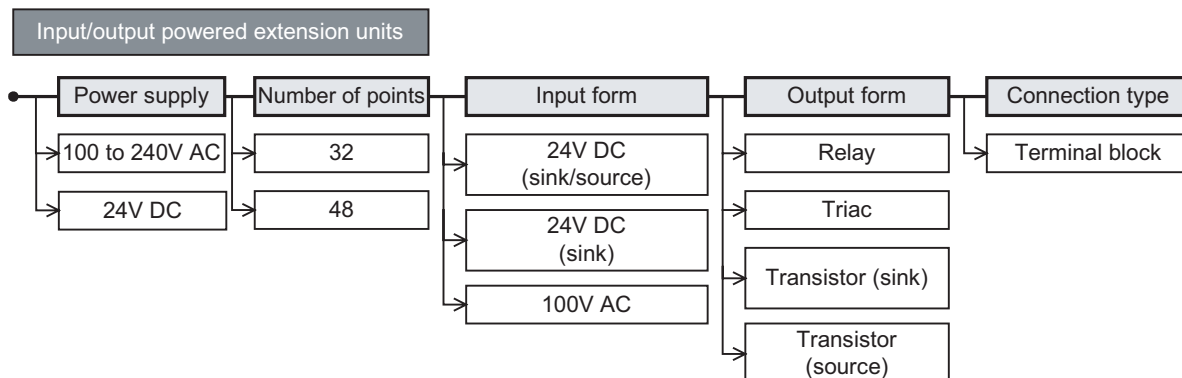 Input/output powered extension units
Power supply
Number of points
Input form
Output form
Connection type
100 to 240V AC
24V DC
32
48
24V DC
(sink/source)
24V DC
(sink)
100V AC
Relay
Triac
Transistor (sink)
Transistor
(source)
Terminal block